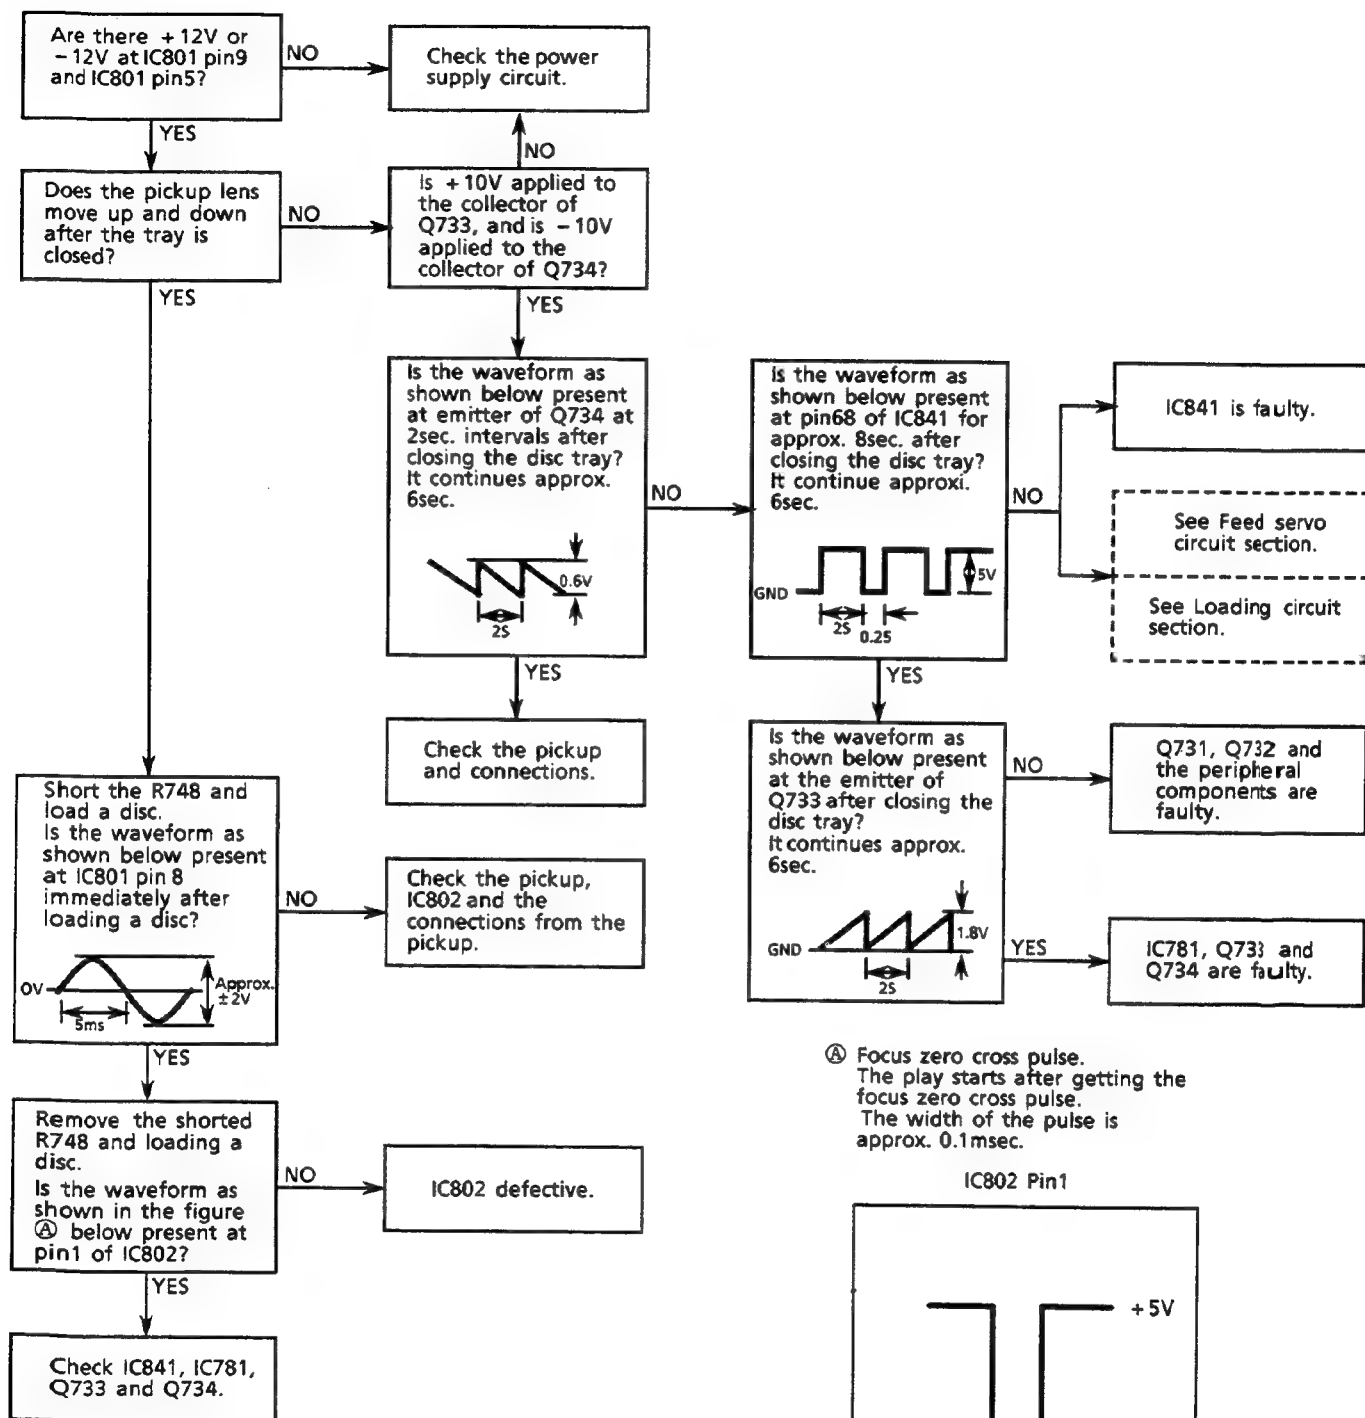 Are there +12V or
-12V at IC801 pin9
and IC801 pin5?
NO
Check the power
supply circuit.
YES
NO
Does the pickup lens
move up and down
after the tray is
closed?
NO
Is +10V applied to
the collector of
Q733, and is -10V
applied to the
collector of Q734?
YES
YES
Is the waveform as
shown below present
at emitter of Q734 at
2sec. intervals after
closing the disc tray?
It continues approx.
6sec.
0.6V
2S
NO
Is the waveform as
shown below present
at pin68 of IC841 for
approx. 8sec. after
closing the disc tray?
It continue approxi.
6sec.
GND
5V
2S
0.25
NO
IC841 is faulty.
See Feed servo
circuit section.
See Loading circuit
section.
YES
YES
Check the pickup
and connections.
Is the waveform as
shown below present
at the emitter of
Q733 after closing the
disc tray?
It continues approx.
6sec.
GND
1.8V
2S
NO
Q731, Q732 and
the peripheral
components are
faulty.
YES
IC781, Q733 and
Q734 are faulty.
Short the R748 and
load a disc.
Is the waveform as
shown below present
at IC801 pin 8
immediately after
loading a disc?
0V
Approx.
±2V
5ms
NO
Check the pickup,
IC802 and the
connections from the
pickup.
YES
Remove the shorted
R748 and loading a
disc.
Is the waveform as
shown in the figure
Ⓐ below present at
pin1 of IC802?
NO
IC802 defective.
YES
Check IC841, IC781,
Q733 and Q734.
Ⓐ Focus zero cross pulse.
The play starts after getting the
focus zero cross pulse.
The width of the pulse is
approx. 0.1msec.
IC802 Pin1
+5V